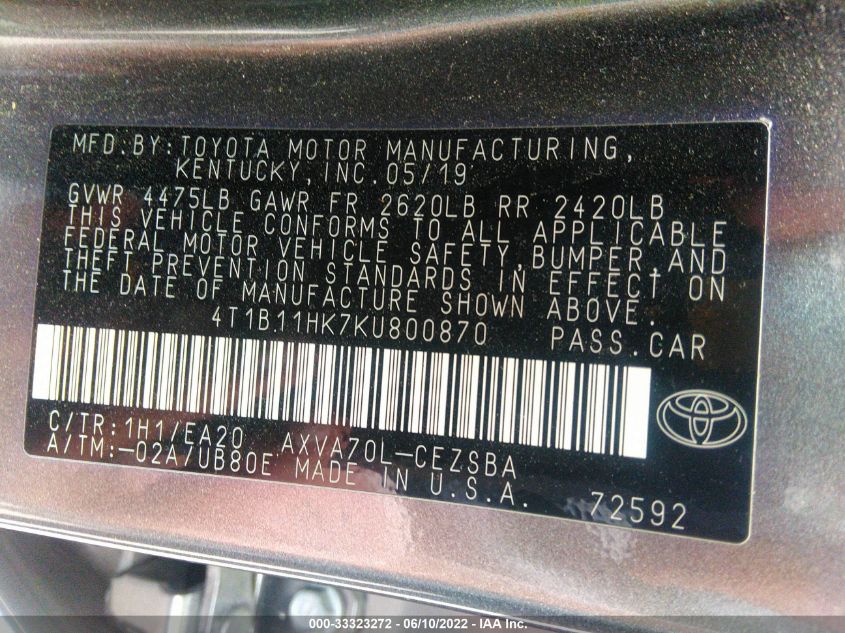 MFD.BY:TOYOTA MOTOR MANUFACTURING,
KENTUCKY,INC.05/19
GVWR 4475LB GAWR FR 2620LB RR 2420LB
THIS VEHICLE CONFORMS TO ALL APPLICABLE
FEDERAL MOTOR VEHICLE SAFETY,BUMPER,AND
THEFT PREVENTION STANDARDS IN EFFECT ON
THE DATE OF MANUFACTURE SHOWN ABOVE.
4T1B11HK7KU800870 PASS.CAR
C/TR:1H1/EA20 AXVA70L-CEZSBA
A/TM:-02A/UB80E MADE IN U.S.A. 72592
000-33323272 - 06/10/2022 - IAA Inc.